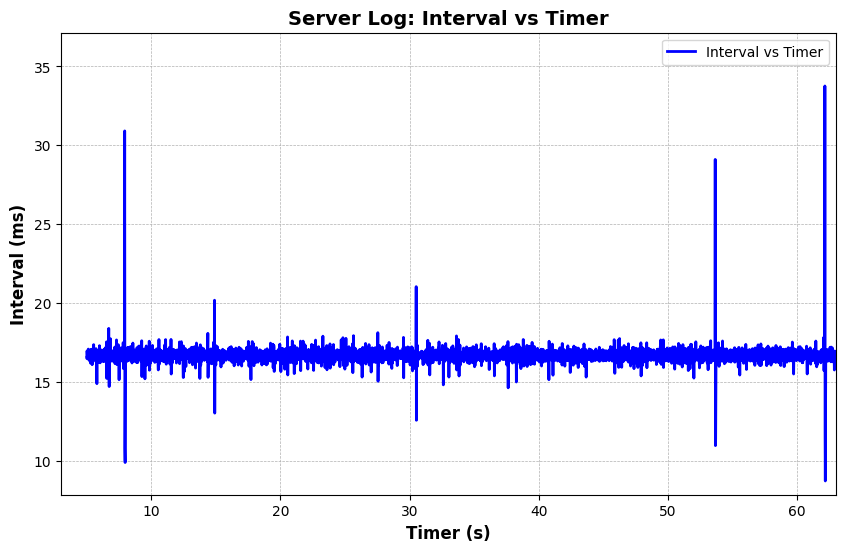 Server Log: Interval vs Timer
Interval vs Timer
35
30
25
20
15
10
Interval (ms)
10 20 30 40 50 60
Timer (s)